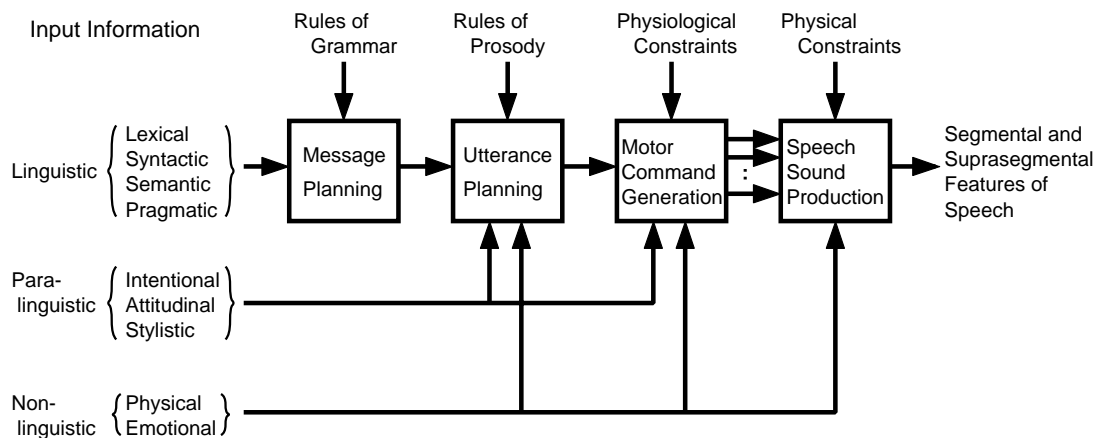 Input Information
Rules of
Grammar
Rules of
Prosody
Physiological
Constraints
Physical
Constraints
Linguistic
Lexical
Syntactic
Semantic
Pragmatic
Message
Planning
Utterance
Planning
Motor
Command
Generation
:
Speech
Sound
Production
Segmental and
Suprasegmental
Features of
Speech
Para-
linguistic
Intentional
Attitudinal
Stylistic
Non-
linguistic
Physical
Emotional